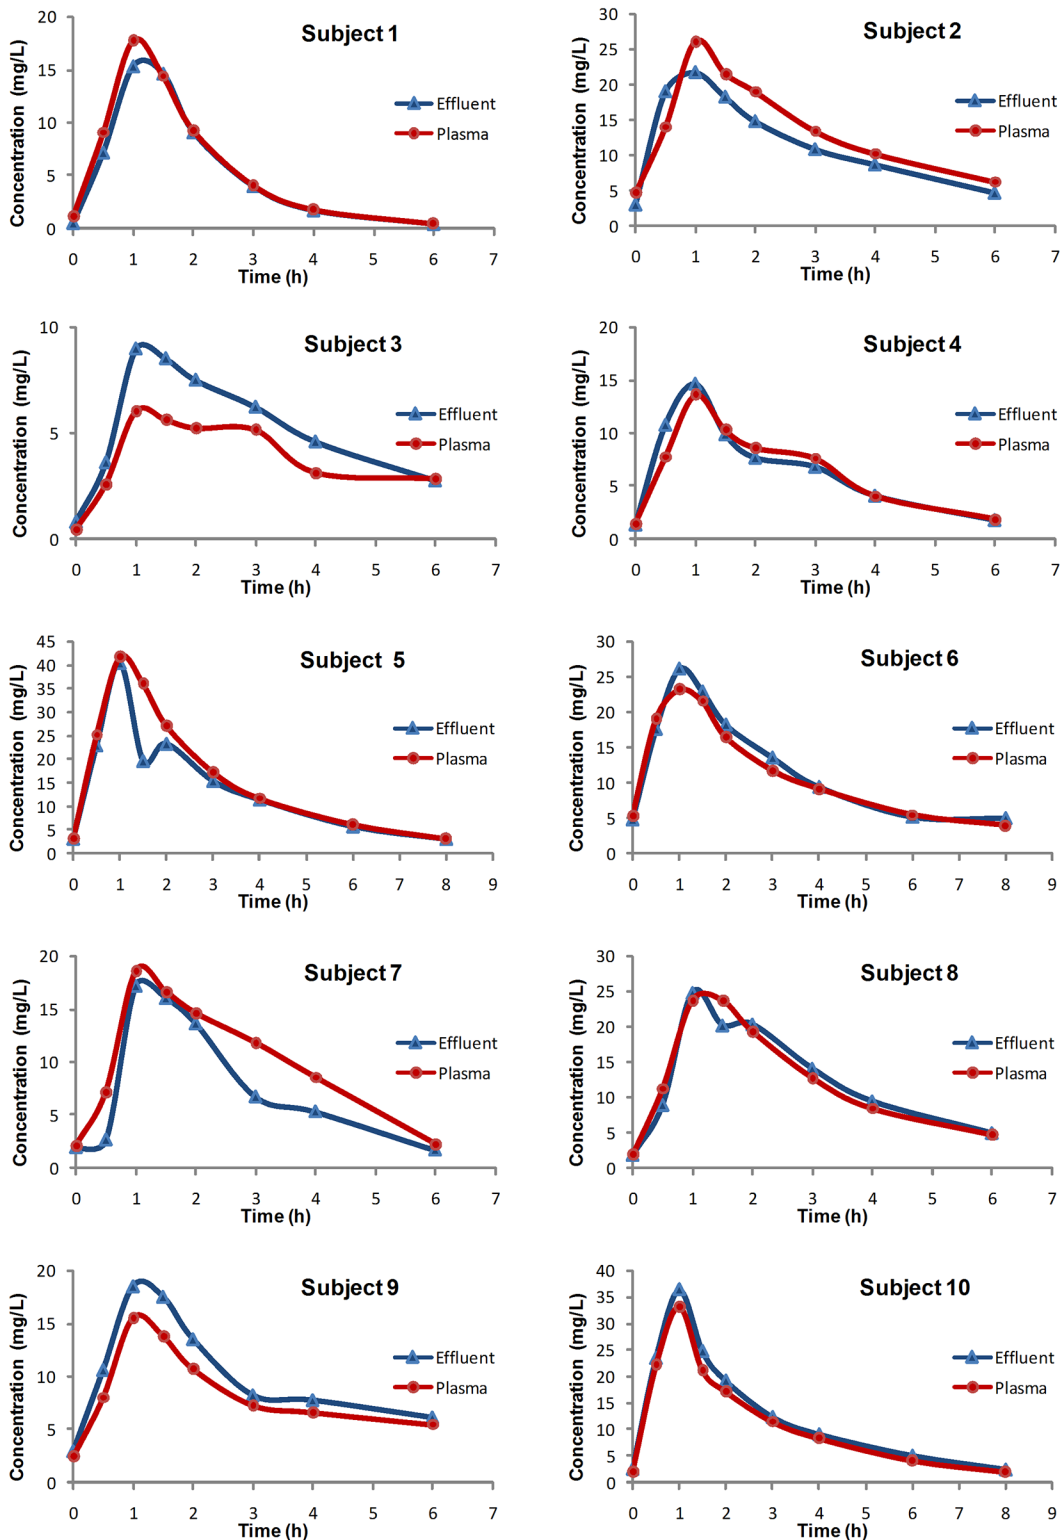 Subject 1
Concentration (mg/L)
20
15
10
5
0
Effluent
Plasma
0 1 2 3 4 5 6 7
Time (h)
Subject 2
Concentration (mg/L)
30
25
20
15
10
5
0
Effluent
Plasma
0 1 2 3 4 5 6 7
Time (h)
Subject 3
Concentration (mg/L)
10
5
0
Effluent
Plasma
0 1 2 3 4 5 6 7
Time (h)
Subject 4
Concentration (mg/L)
20
15
10
5
0
Effluent
Plasma
0 1 2 3 4 5 6 7
Time (h)
Subject 5
Concentration (mg/L)
45
40
35
30
25
20
15
10
5
0
Effluent
Plasma
0 1 2 3 4 5 6 7 8 9
Time (h)
Subject 6
Concentration (mg/L)
30
25
20
15
10
5
0
Effluent
Plasma
0 1 2 3 4 5 6 7 8 9
Time (h)
Subject 7
Concentration (mg/L)
20
15
10
5
0
Effluent
Plasma
0 1 2 3 4 5 6 7
Time (h)
Subject 8
Concentration (mg/L)
30
25
20
15
10
5
0
Effluent
Plasma
0 1 2 3 4 5 6 7
Time (h)
Subject 9
Concentration (mg/L)
20
15
10
5
0
Effluent
Plasma
0 1 2 3 4 5 6 7
Time (h)
Subject 10
Concentration (mg/L)
40
35
30
25
20
15
10
5
0
Effluent
Plasma
0 1 2 3 4 5 6 7 8 9
Time (h)